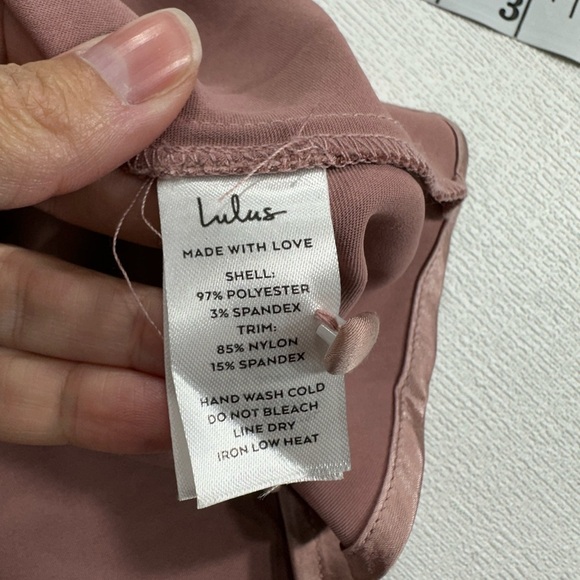 3
Lulus
MADE WITH LOVE
SHELL:
97% POLYESTER
3% SPANDEX
TRIM:
85% NYLON
15% SPANDEX
HAND WASH COLD
DO NOT BLEACH
LINE DRY
IRON LOW HEAT